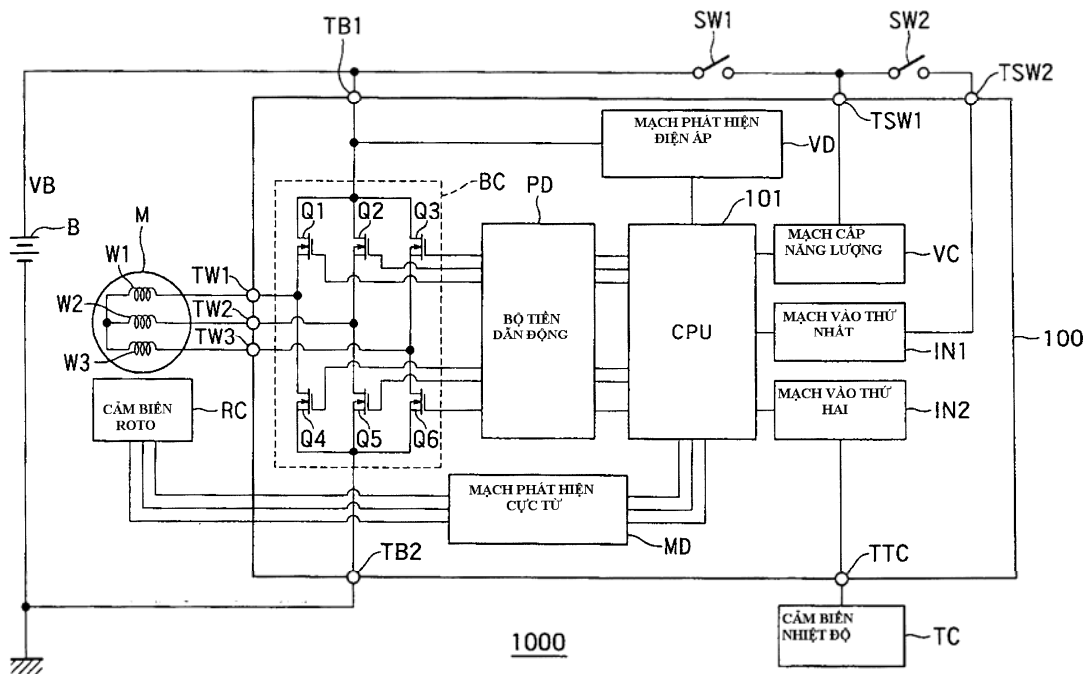 SW1
SW2
TB1
TSW2
TSW1
MẠCH PHÁT HIỆN
ĐIỆN ÁP
VD
VB
B
M
BC
PD
101
Q1
Q2
Q3
MẠCH CẤP
NĂNG LƯỢNG
VC
W1
TW1
W2
TW2
W3
TW3
BỘ TIỀN
DẪN ĐỘNG
CPU
MẠCH VÀO THỨ
NHẤT
IN1
100
CẢM BIẾN
ROTO
RC
Q4
Q5
Q6
MẠCH VÀO THỨ
HAI
IN2
MẠCH PHÁT HIỆN
CỰC TỪ
MD
TB2
TTC
CẢM BIẾN
NHIỆT ĐỘ
TC
1000